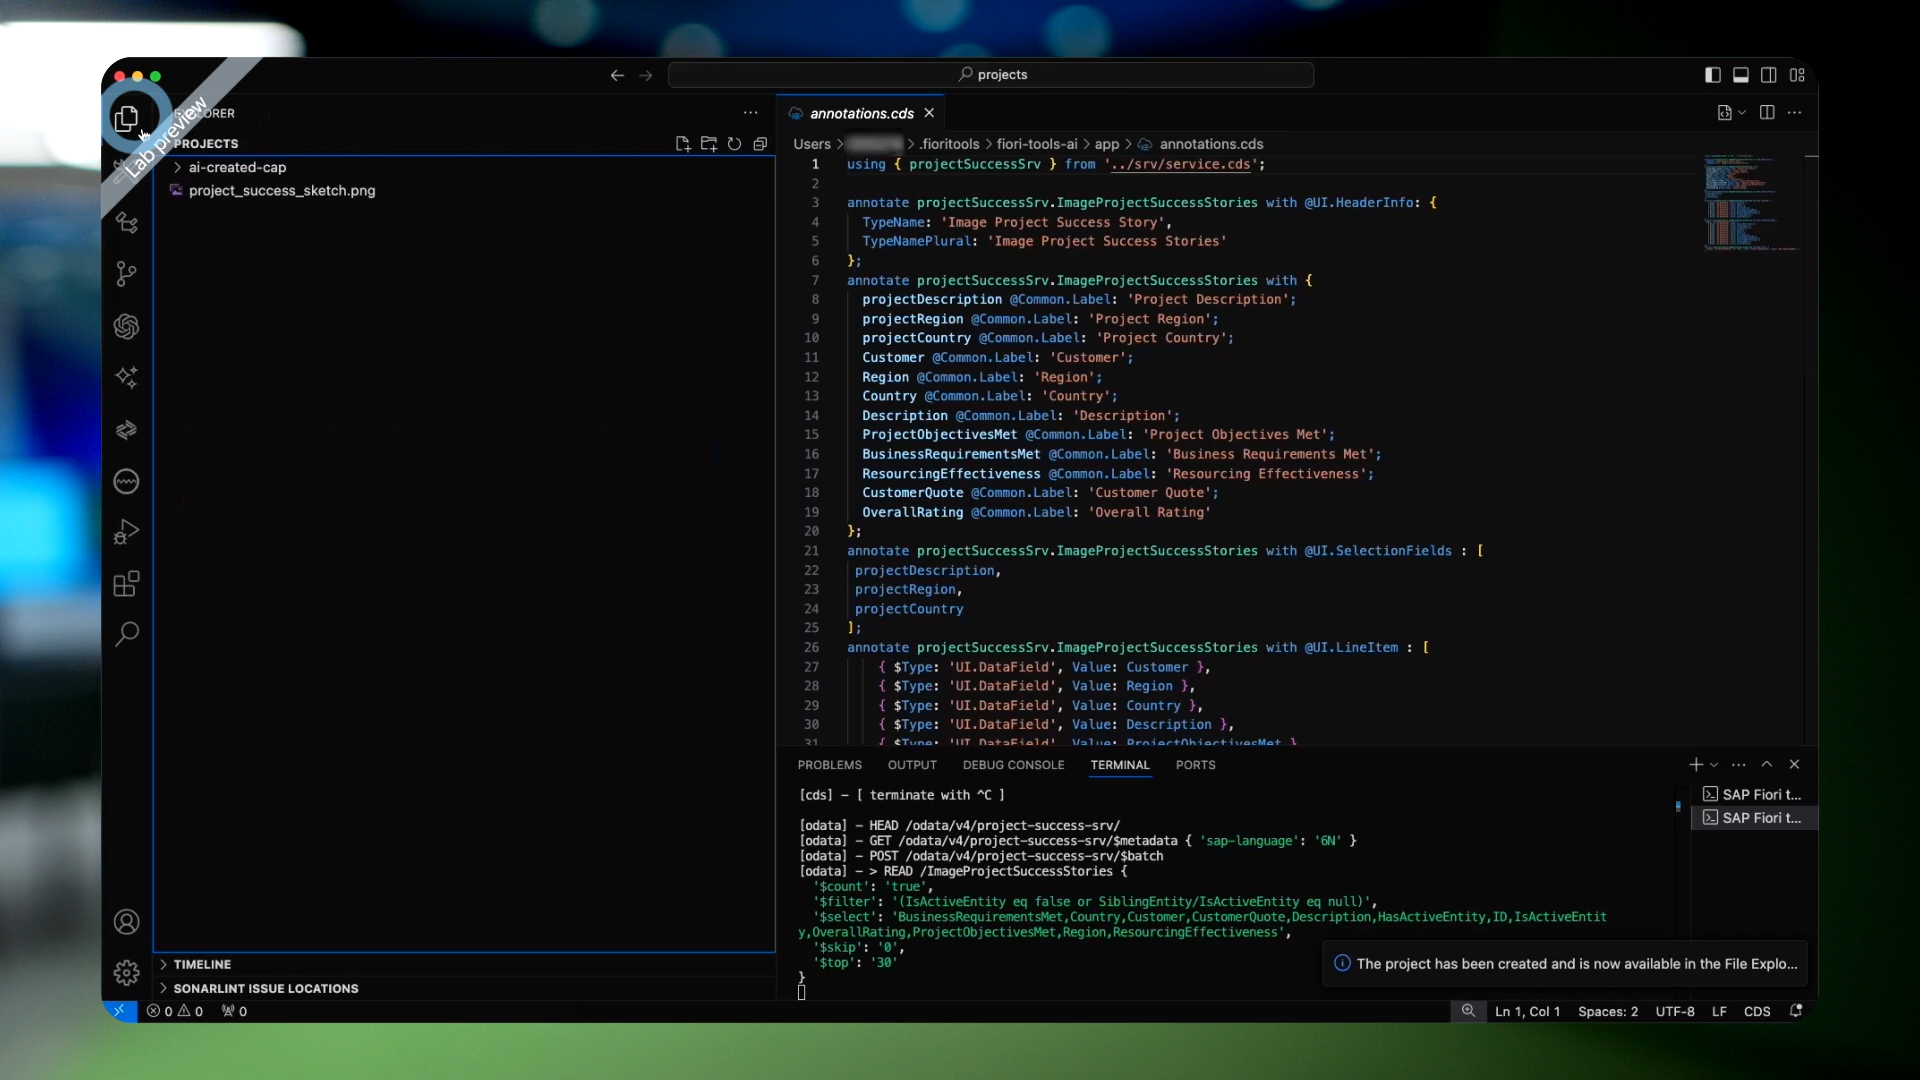 Lab preview
projects
EXPLORER
PROJECTS
ai-created-cap
project_success_sketch.png
TIMELINE
SONARLINT ISSUE LOCATIONS
annotations.cds
Users > > .fioritools > fiori-tools-ai > app > annotations.cds
1 using { projectSuccessSrv } from '../srv/service.cds';
2
3 annotate projectSuccessSrv.ImageProjectSuccessStories with @UI.HeaderInfo: {
4 TypeName: 'Image Project Success Story',
5 TypeNamePlural: 'Image Project Success Stories'
6 };
7 annotate projectSuccessSrv.ImageProjectSuccessStories with {
8 projectDescription @Common.Label: 'Project Description';
9 projectRegion @Common.Label: 'Project Region';
10 projectCountry @Common.Label: 'Project Country';
11 Customer @Common.Label: 'Customer';
12 Region @Common.Label: 'Region';
13 Country @Common.Label: 'Country';
14 Description @Common.Label: 'Description';
15 ProjectObjectivesMet @Common.Label: 'Project Objectives Met';
16 BusinessRequirementsMet @Common.Label: 'Business Requirements Met';
17 ResourcingEffectiveness @Common.Label: 'Resourcing Effectiveness';
18 CustomerQuote @Common.Label: 'Customer Quote';
19 OverallRating @Common.Label: 'Overall Rating'
20 };
21 annotate projectSuccessSrv.ImageProjectSuccessStories with @UI.SelectionFields : [
22 projectDescription,
23 projectRegion,
24 projectCountry
25 ];
26 annotate projectSuccessSrv.ImageProjectSuccessStories with @UI.LineItem : [
27 { $Type: 'UI.DataField', Value: Customer },
28 { $Type: 'UI.DataField', Value: Region },
29 { $Type: 'UI.DataField', Value: Country },
30 { $Type: 'UI.DataField', Value: Description },
31 { $Type: 'UI.DataField', Value: ProjectObjectivesMet }
PROBLEMS OUTPUT DEBUG CONSOLE TERMINAL PORTS
[cds] - [ terminate with ^C ]
[odata] - HEAD /odata/v4/project-success-srv/
[odata] - GET /odata/v4/project-success-srv/$metadata { 'sap-language': '6N' }
[odata] - POST /odata/v4/project-success-srv/$batch
[odata] - > READ /ImageProjectSuccessStories {
'$count': 'true',
'$filter': '(IsActiveEntity eq false or SiblingEntity/IsActiveEntity eq null)',
'$select': 'BusinessRequirementsMet,Country,Customer,CustomerQuote,Description,HasActiveEntity,ID,IsActiveEntit
y,OverallRating,ProjectObjectivesMet,Region,ResourcingEffectiveness',
'$skip': '0',
'$top': '30'
}
SAP Fiori t...
SAP Fiori t...
The project has been created and is now available in the File Explo...
0 0 0
Ln 1, Col 1 Spaces: 2 UTF-8 LF CDS